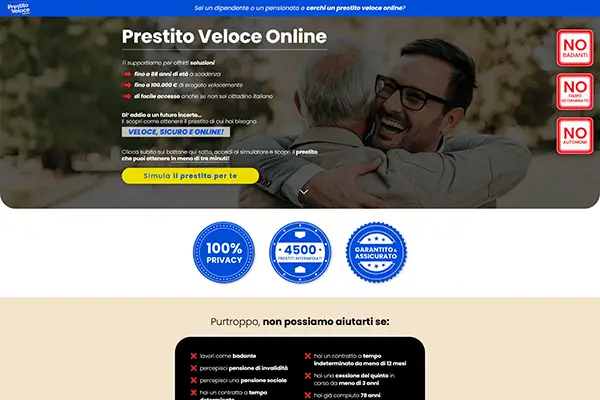 Prestito
Veloce
Sei un dipendente o un pensionato e cerchi un prestito veloce online?
Prestito Veloce Online
Ti supportiamo per offrirti soluzioni
fino a 88 anni di età a scadenza
fino a 100.000 € di erogato velocemente
di facile accesso anche se non sei cittadino italiano
Di' addio a un futuro incerto...
E scopri come ottenere il prestito di cui hai bisogno
VELOCE, SICURO E ONLINE!
Clicca subito sul bottone qui sotto, accedi al simulatore e scopri il prestito
che puoi ottenere in meno di tre minuti!
Simula il prestito per te
NO
BADANTI
NO
TEMPO
DETERMINATO
NO
AUTONOMI
100%
PRIVACY
4500
PRESTITI INTERMEDIATI
GARANTITO &
ASSICURATO
Purtroppo, non possiamo aiutarti se:
lavori come badante
percepisci pensione di invalidità
percepisci una pensione sociale
hai un contratto a tempo
determinato
hai un contratto a tempo
indeterminato da meno di 12 mesi
hai una cessione del quinto in
corso da meno di 3 anni
hai già compiuto 78 anni